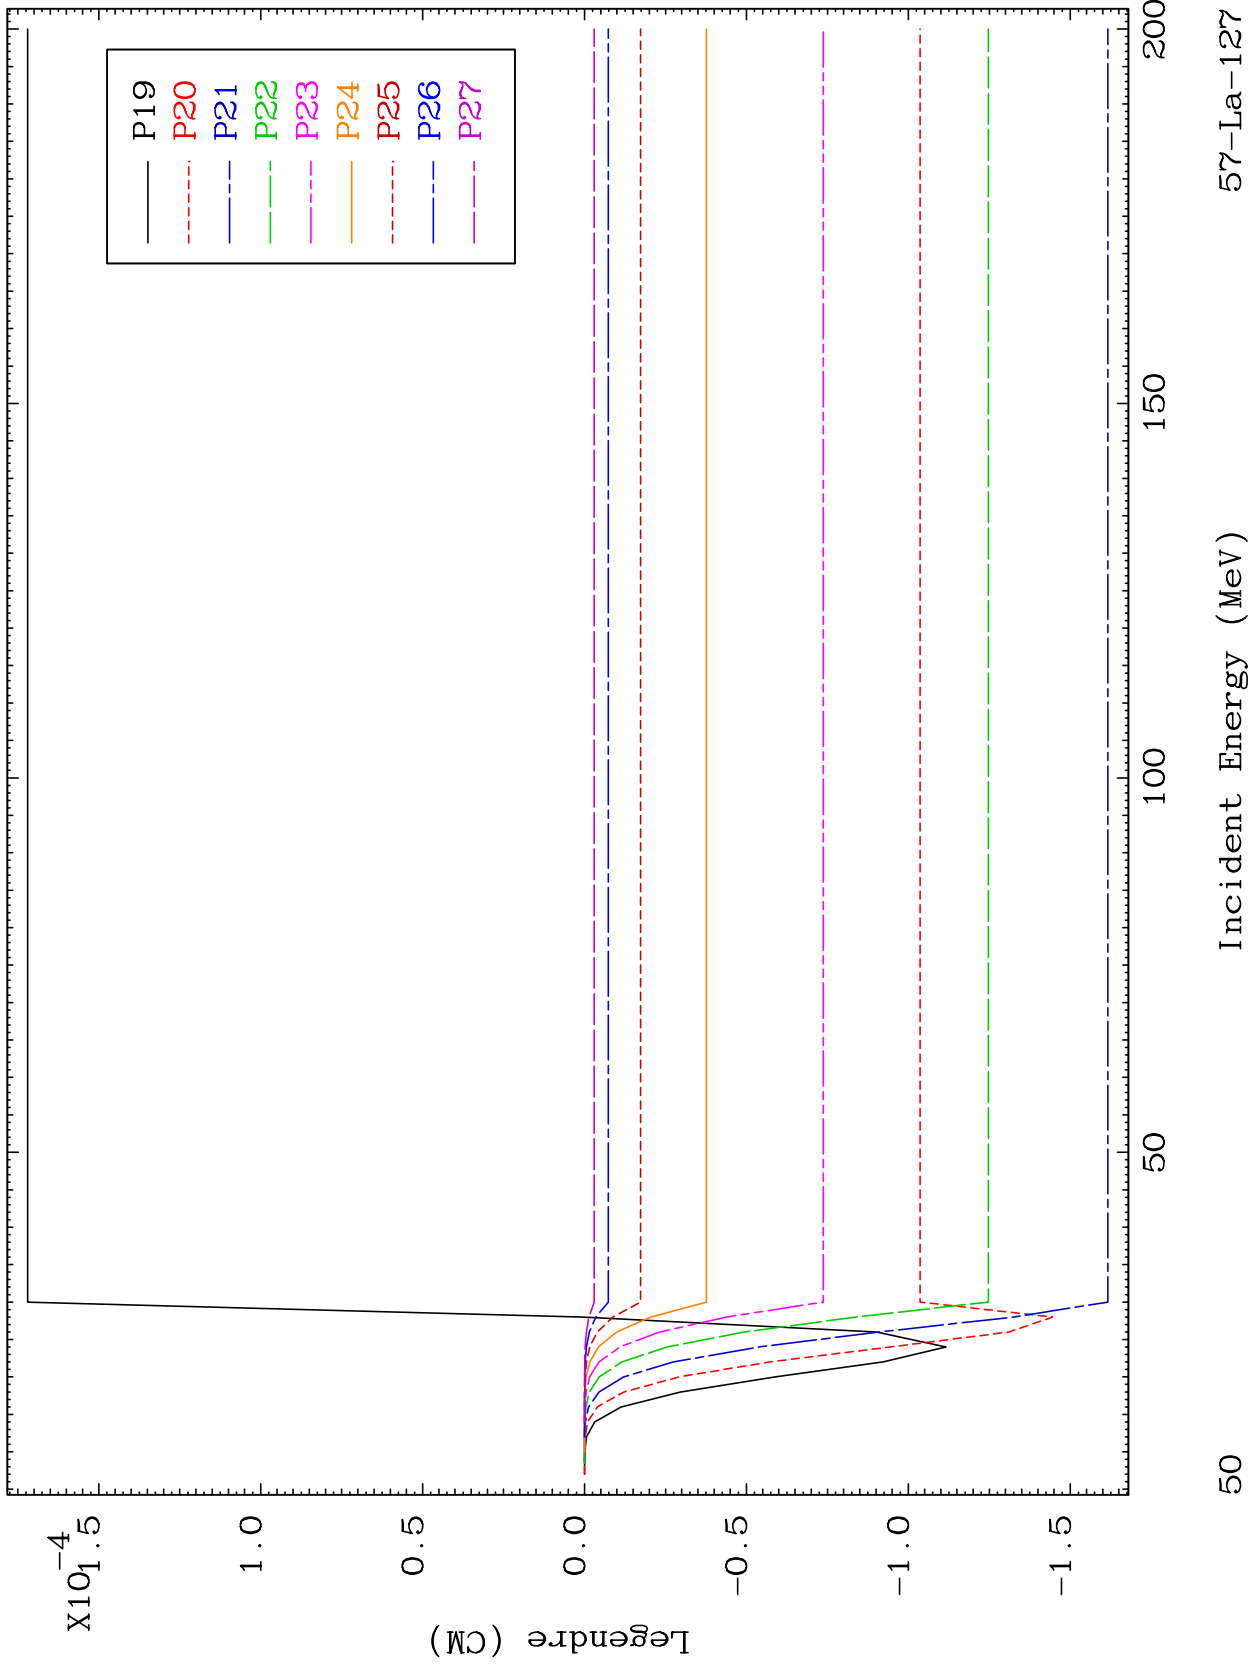 X10-4
1.5
1.0
0.5
0.0
-0.5
-1.0
-1.5
Legendre (CM)
P19
P20
P21
P22
P23
P24
P25
P26
P27
50
100
150
200
Incident Energy (MeV)
50
57-La-127